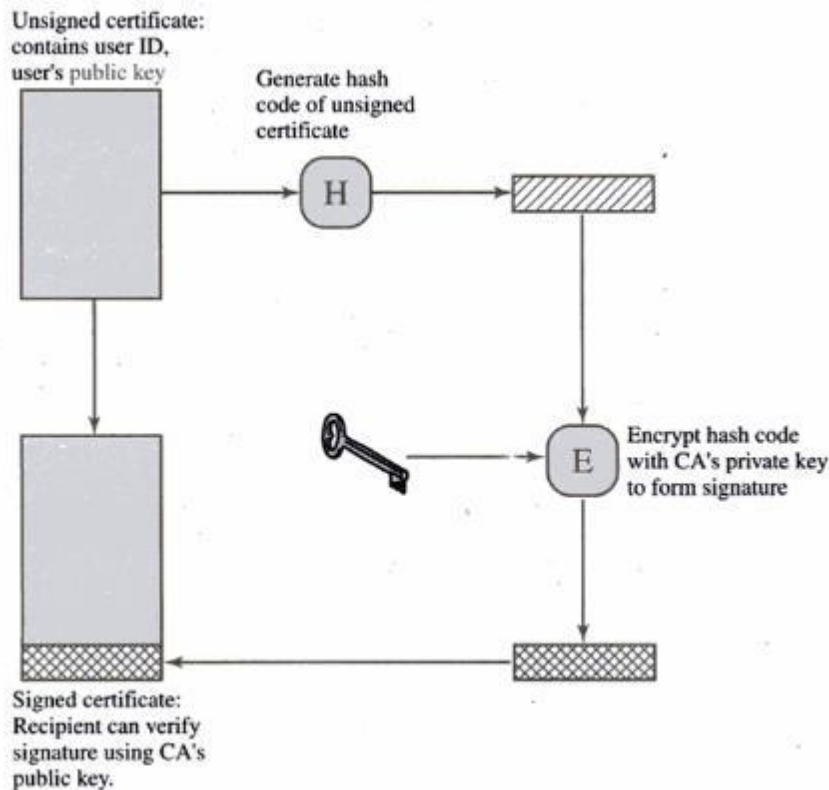 Unsigned certificate:
contains user ID,
user's public key
Generate hash
code of unsigned
certificate
H
E
Encrypt hash code
with CA's private key
to form signature
Signed certificate:
Recipient can verify
signature using CA's
public key.